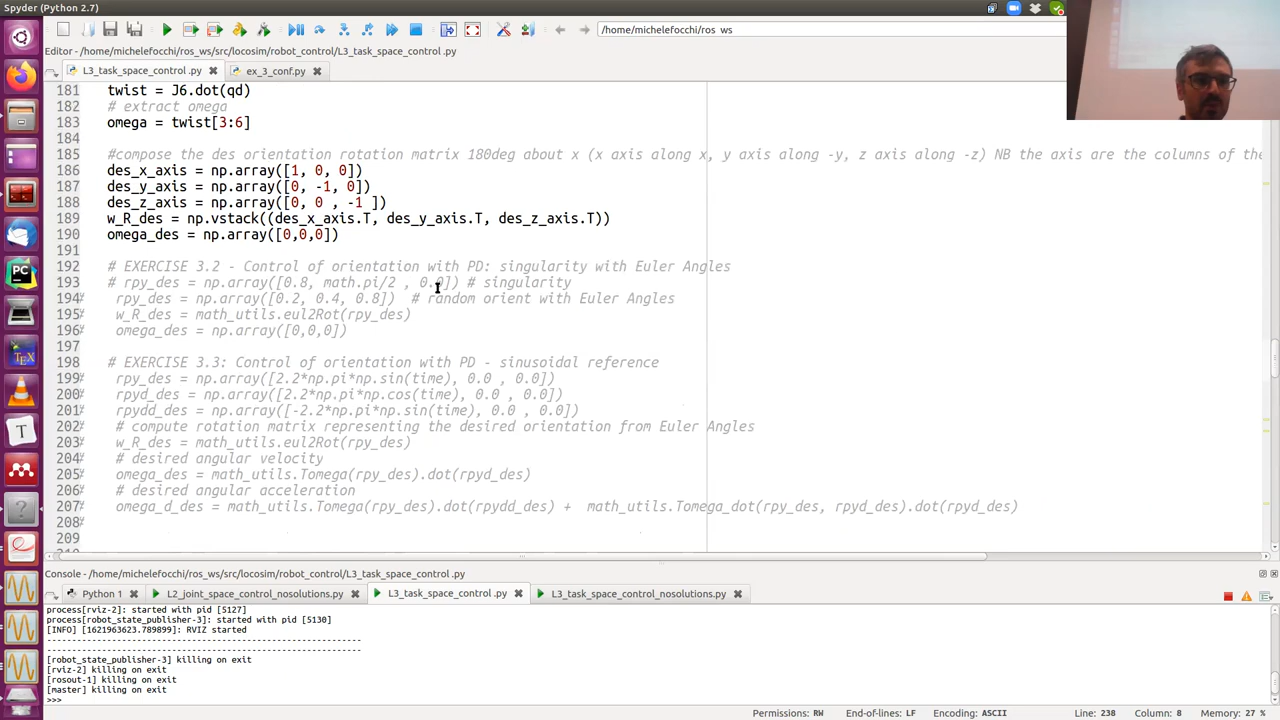 Spyder (Python 2.7)
/home/michelefocchi/ros_ws
Editor - /home/michelefocchi/ros_ws/src/locosim/robot_control/L3_task_space_control .py
L3_task_space_control .py
ex_3_conf.py
181 twist = J6.dot(qd)
182 # extract omega
183 omega = twist[3:6]
184
185 #compose the des orientation rotation matrix 180deg about x (x axis along x, y axis along -y, z axis along -z) NB the axis are the columns of the
186 des_x_axis = np.array([1, 0, 0])
187 des_y_axis = np.array([0, -1, 0])
188 des_z_axis = np.array([0, 0 , -1 ])
189 w_R_des = np.vstack((des_x_axis.T, des_y_axis.T, des_z_axis.T))
190 omega_des = np.array([0,0,0])
191
192 # EXERCISE 3.2 - Control of orientation with PD: singularity with Euler Angles
193 # rpy_des = np.array([0.8, math.pi/2 , 0.0]) # singularity
194# rpy_des = np.array([0.2, 0.4, 0.8]) # random orient with Euler Angles
195# w_R_des = math_utils.eul2Rot(rpy_des)
196# omega_des = np.array([0,0,0])
197
198 # EXERCISE 3.3: Control of orientation with PD - sinusoidal reference
199# rpy_des = np.array([2.2*np.pi*np.sin(time), 0.0 , 0.0])
200# rpyd_des = np.array([2.2*np.pi*np.cos(time), 0.0 , 0.0])
201# rpydd_des = np.array([-2.2*np.pi*np.sin(time), 0.0 , 0.0])
202# # compute rotation matrix representing the desired orientation from Euler Angles
203# w_R_des = math_utils.eul2Rot(rpy_des)
204# # desired angular velocity
205# omega_des = math_utils.Tomega(rpy_des).dot(rpyd_des)
206# # desired angular acceleration
207# omega_d_des = math_utils.Tomega(rpy_des).dot(rpydd_des) + math_utils.Tomega_dot(rpy_des, rpyd_des).dot(rpyd_des)
208#
209
Console - /home/michelefocchi/ros_ws/src/locosim/robot_control/L3_task_space_control .py
Python 1
L2_joint_space_control_nosolutions.py
L3_task_space_control .py
L3_task_space_control_nosolutions.py
process[rviz-2]: started with pid [5127]
process[robot_state_publisher-3]: started with pid [5130]
[INFO] [1621963623.789899]: RVIZ started
---------------------------------------------------------------
---------------------------------------------------------------
[robot_state_publisher-3] killing on exit
[rviz-2] killing on exit
[rosout-1] killing on exit
[master] killing on exit
>>>
Permissions: RW End-of-lines: LF Encoding: ASCII Line: 238 Column: 8 Memory: 27 %